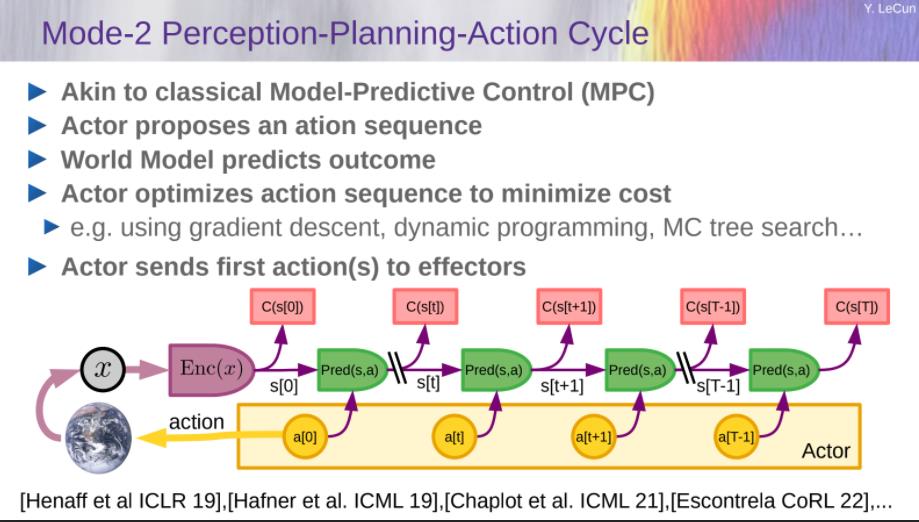 Y. LeCun
Mode-2 Perception-Planning-Action Cycle
Akin to classical Model-Predictive Control (MPC)
Actor proposes an ation sequence
World Model predicts outcome
Actor optimizes action sequence to minimize cost
e.g. using gradient descent, dynamic programming, MC tree search…
Actor sends first action(s) to effectors
C(s[0]) C(s[t]) C(s[t+1]) C(s[T-1]) C(s[T])
x Enc(x) Pred(s,a) Pred(s,a) Pred(s,a) Pred(s,a)
s[0] s[t] s[t+1] s[T-1]
action a[0] a[t] a[t+1] a[T-1]
Actor
[Henaff et al ICLR 19],[Hafner et al. ICML 19],[Chaplot et al. ICML 21],[Escontrela CoRL 22],...